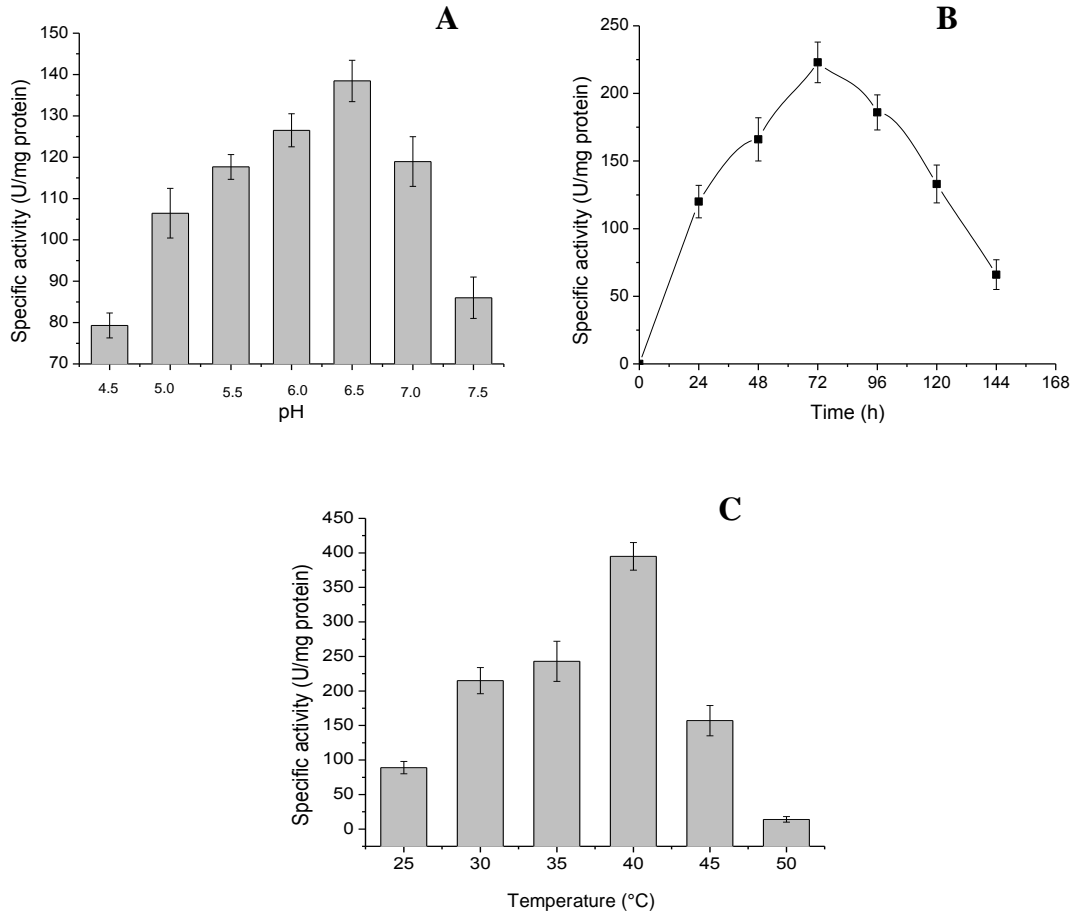 A
Specific activity (U/mg protein)
150
140
130
120
110
100
90
80
70
4.5 5.0 5.5 6.0 6.5 7.0 7.5
pH
B
Specific activity (U/mg protein)
250
200
150
100
50
0
0 24 48 72 96 120 144 168
Time (h)
C
Specific activity (U/mg protein)
450
400
350
300
250
200
150
100
50
0
25 30 35 40 45 50
Temperature (°C)